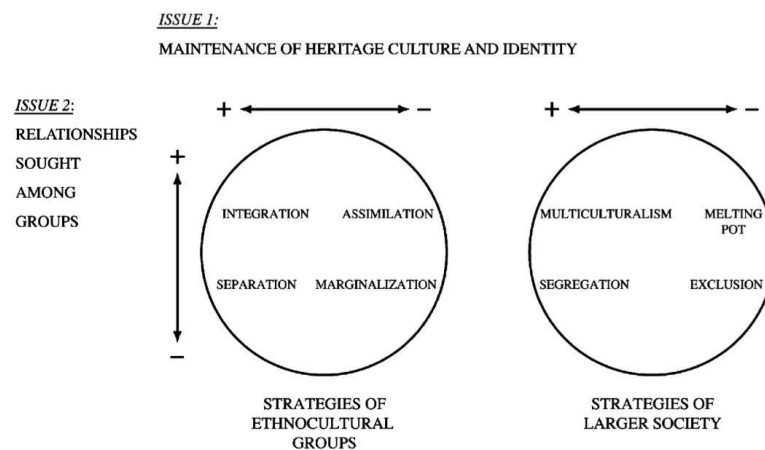 ISSUE 1:
MAINTENANCE OF HERITAGE CULTURE AND IDENTITY
ISSUE 2:
RELATIONSHIPS
SOUGHT
AMONG
GROUPS
+ −
+ −
+
−
INTEGRATION ASSIMILATION
SEPARATION MARGINALIZATION
MULTICULTURALISM MELTING
POT
SEGREGATION EXCLUSION
STRATEGIES OF
ETHNOCULTURAL
GROUPS
STRATEGIES OF
LARGER SOCIETY